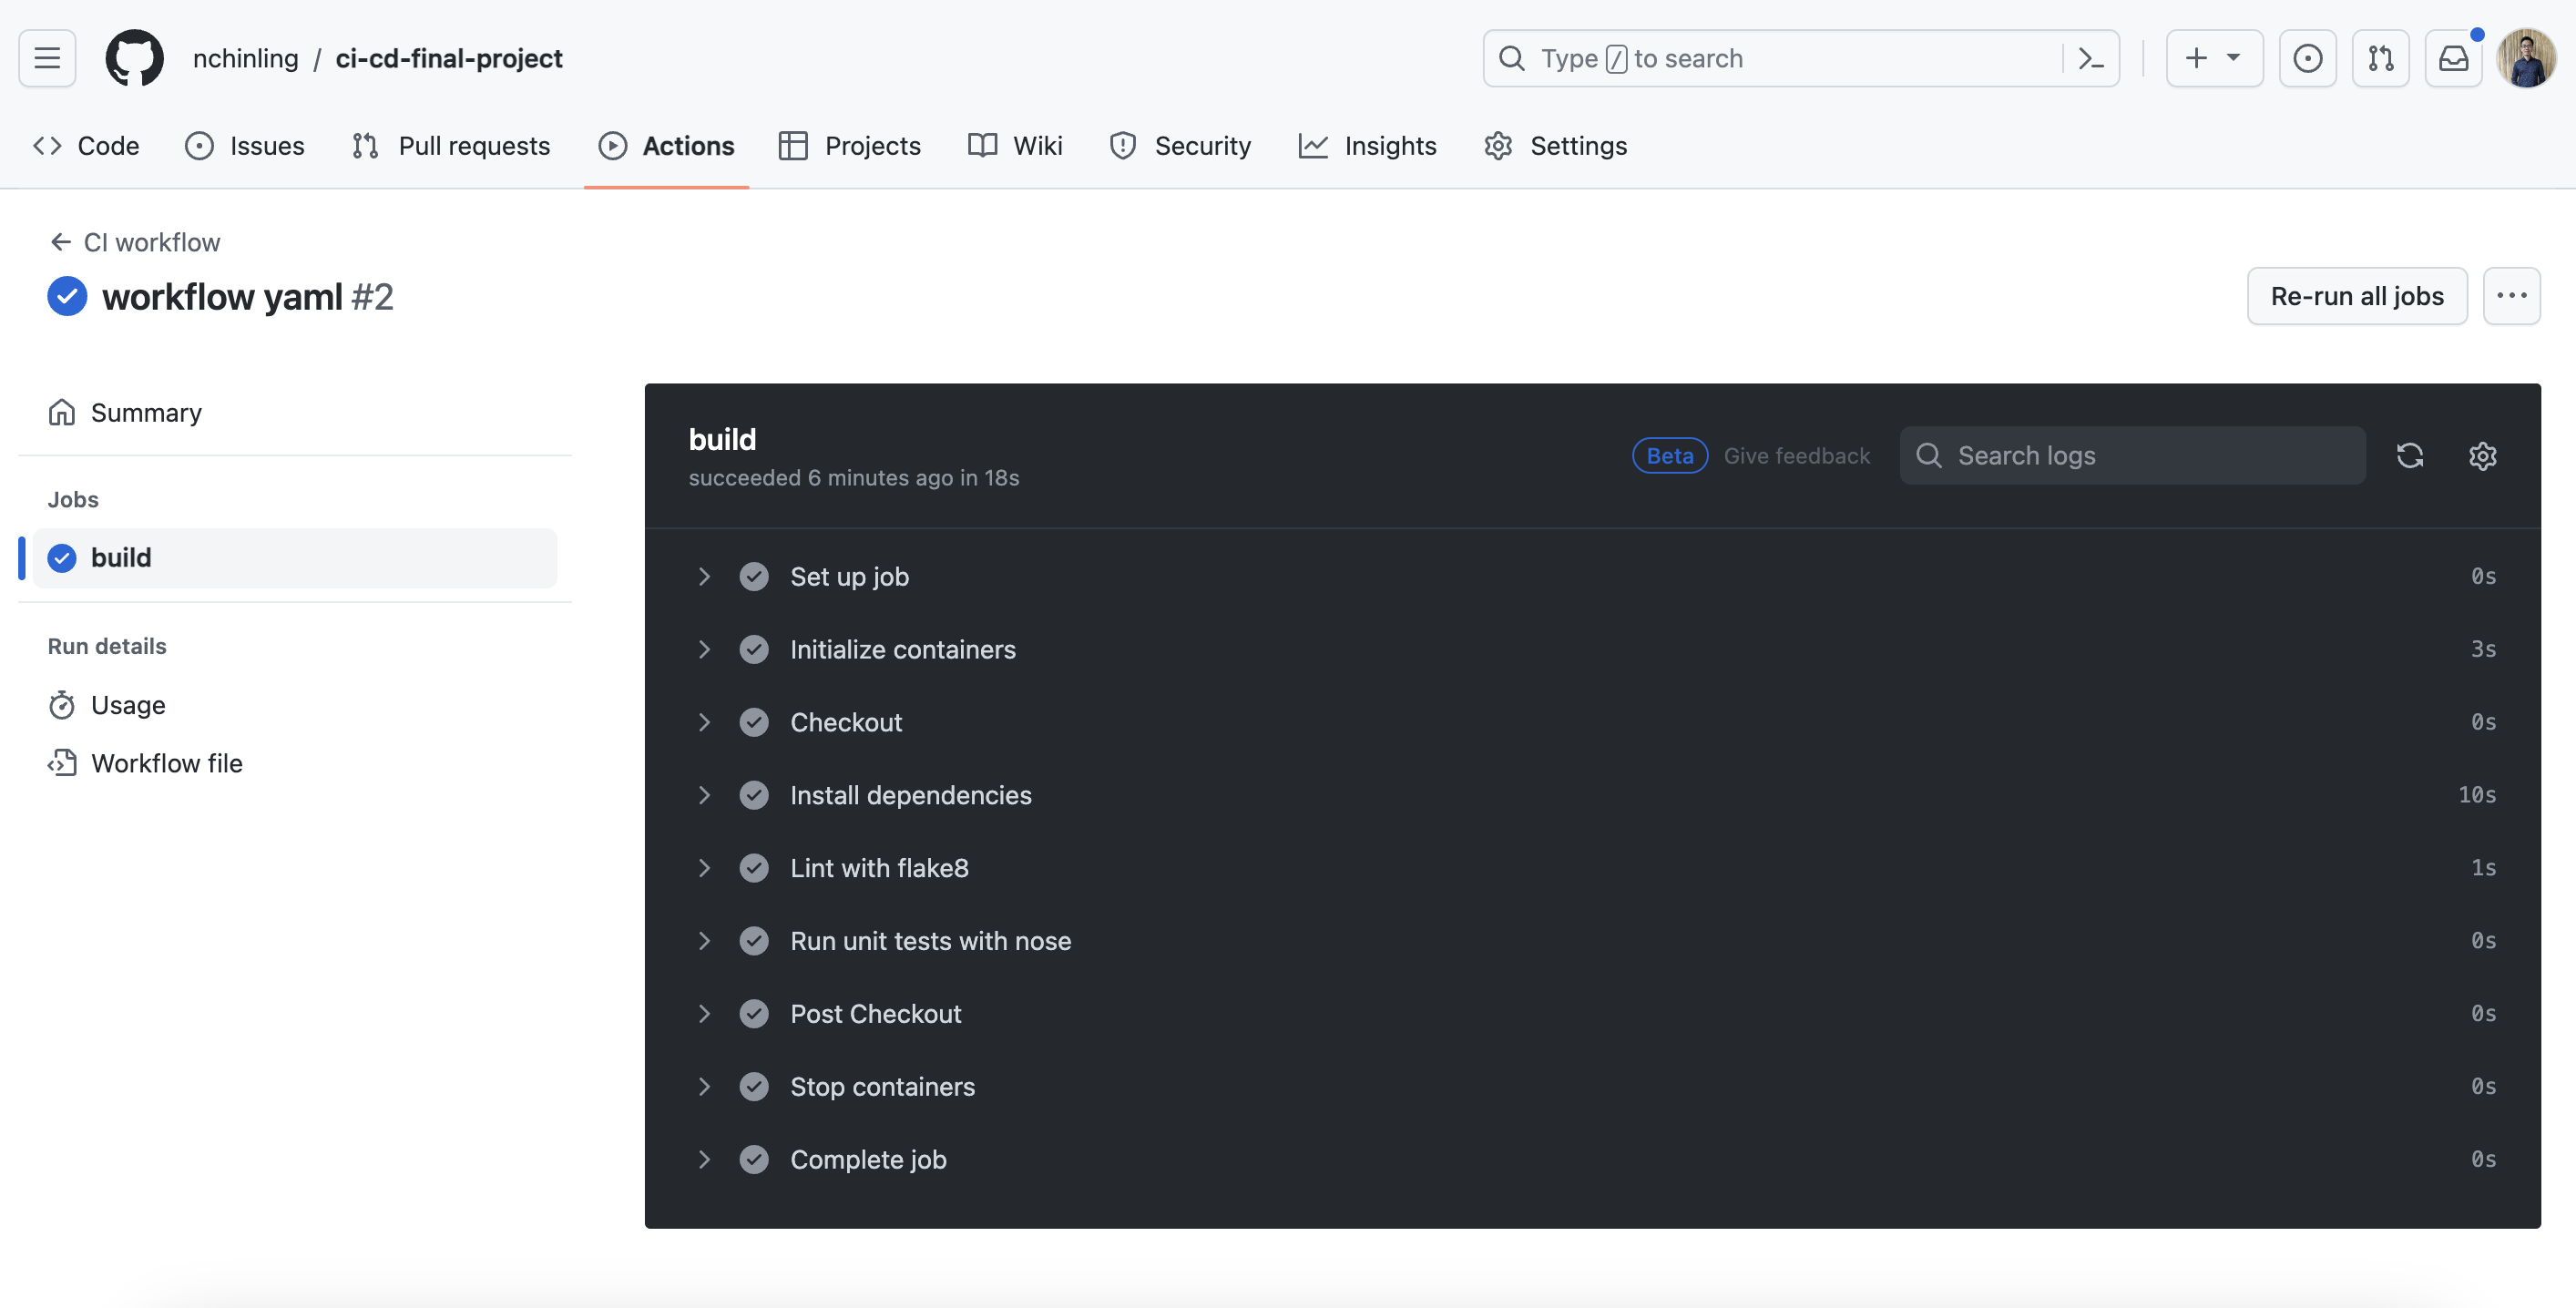 nchinling / ci-cd-final-project
Type / to search
Code Issues Pull requests Actions Projects Wiki Security Insights Settings
CI workflow
workflow yaml #2
Re-run all jobs
Summary
Jobs
build
Run details
Usage
Workflow file
build
succeeded 6 minutes ago in 18s
Beta Give feedback Search logs
Set up job 0s
Initialize containers 3s
Checkout 0s
Install dependencies 10s
Lint with flake8 1s
Run unit tests with nose 0s
Post Checkout 0s
Stop containers 0s
Complete job 0s